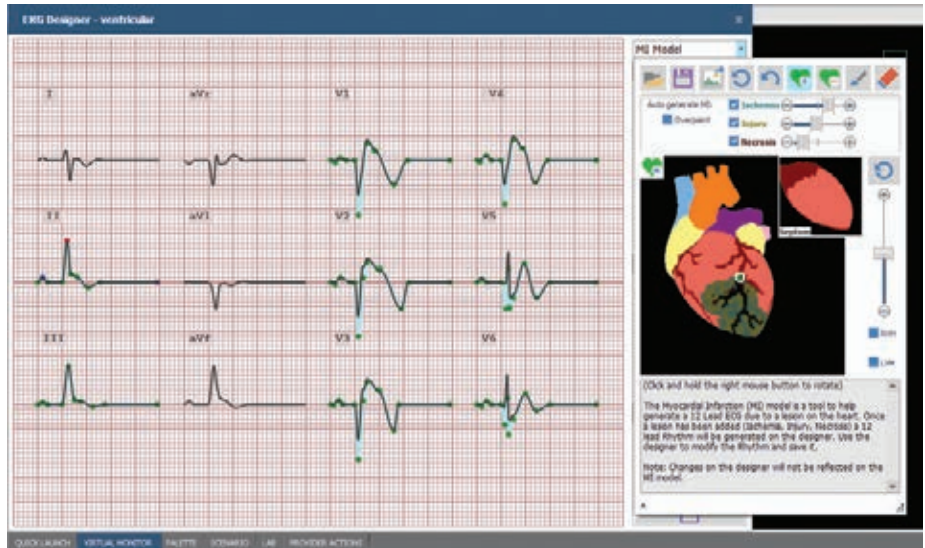 EKG Designer - ventricular
MI Model
Auto generate MI
Overpaint
Ischemia
Injury
Necrosis
I
aVr
V1
V4
II
aVl
V2
V5
III
aVf
V3
V6
Septum
Link
(Click and hold the right mouse button to rotate)
The Myocardial Infarction (MI) model is a tool to help
generate a 12 Lead ECG due to a lesion on the heart. Once
a lesion has been added (Ischemia, Injury, Necrosis) a 12
lead Rhythm will be generated on the designer. Use the
designer to modify the Rhythm and save it.
Note: Changes on the designer will not be reflected on the
MI model.
QUICK LAUNCH VIRTUAL MONITOR PALETTE SCENARIO LAB PROVIDER ACTIONS